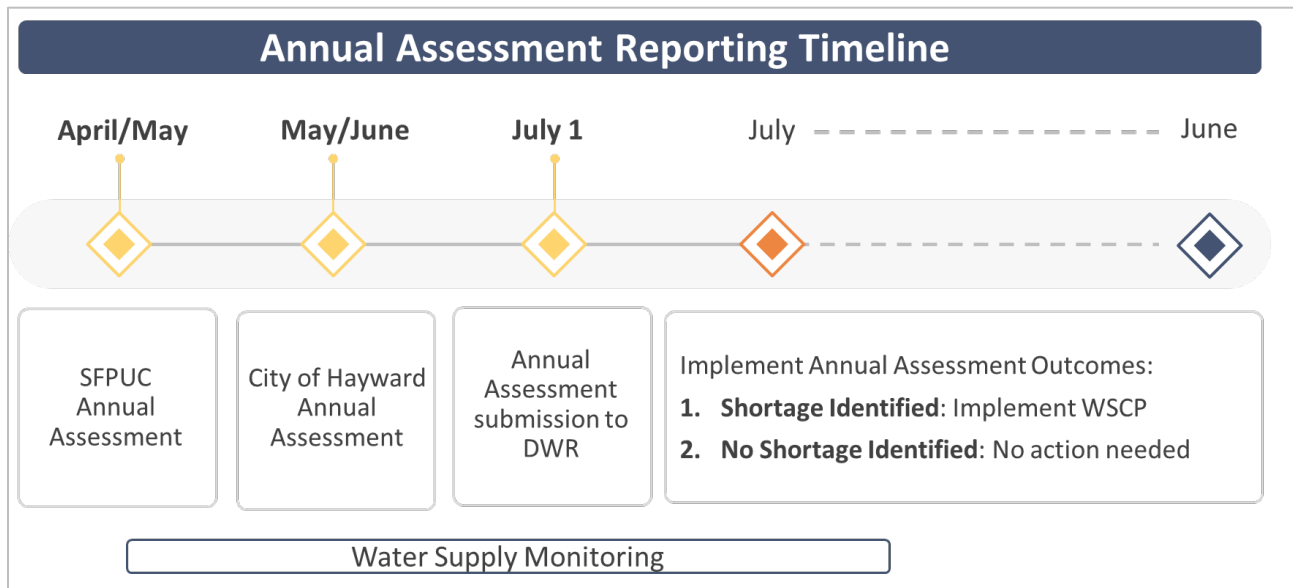 Annual Assessment Reporting Timeline
April/May
May/June
July 1
July
June
SFPUC
Annual
Assessment
City of Hayward
Annual
Assessment
Annual
Assessment
submission to
DWR
Implement Annual Assessment Outcomes:
1. Shortage Identified: Implement WSCP
2. No Shortage Identified: No action needed
Water Supply Monitoring